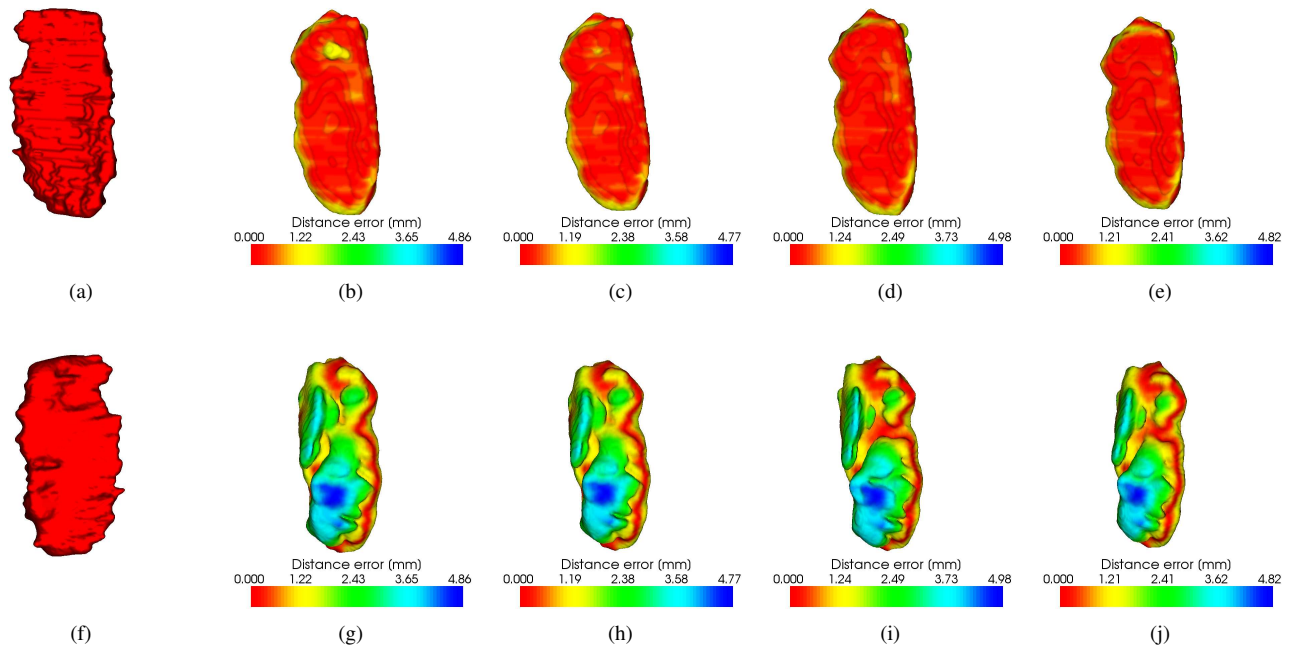 Distance error (mm)
0.000 1.22 2.43 3.65 4.86
Distance error (mm)
0.000 1.19 2.38 3.58 4.77
Distance error (mm)
0.000 1.24 2.49 3.73 4.98
Distance error (mm)
0.000 1.21 2.41 3.62 4.82
(a)
(b)
(c)
(d)
(e)
Distance error (mm)
0.000 1.22 2.43 3.65 4.86
Distance error (mm)
0.000 1.19 2.38 3.58 4.77
Distance error (mm)
0.000 1.24 2.49 3.73 4.98
Distance error (mm)
0.000 1.21 2.41 3.62 4.82
(f)
(g)
(h)
(i)
(j)